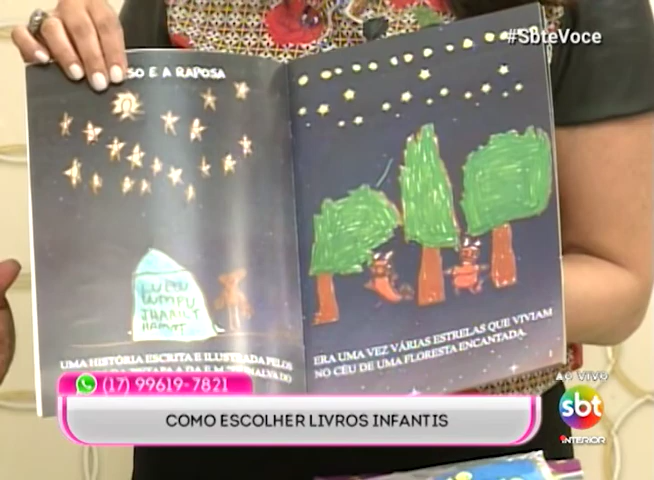 #SbteVoce
SO E A RAPOSA
UMA HISTÓRIA ESCRITA E ILUSTRADA PELOS
ERA UMA VEZ VÁRIAS ESTRELAS QUE VIVIAM
NO CÉU DE UMA FLORESTA ENCANTADA.
(17) 99619-7821
COMO ESCOLHER LIVROS INFANTIS
AO VIVO
sbt
INTERIOR